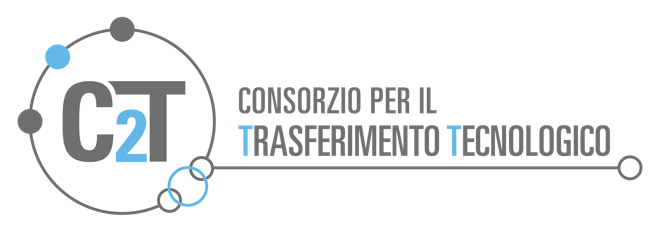 C2T
CONSORZIO PER IL
TRASFERIMENTO TECNOLOGICO